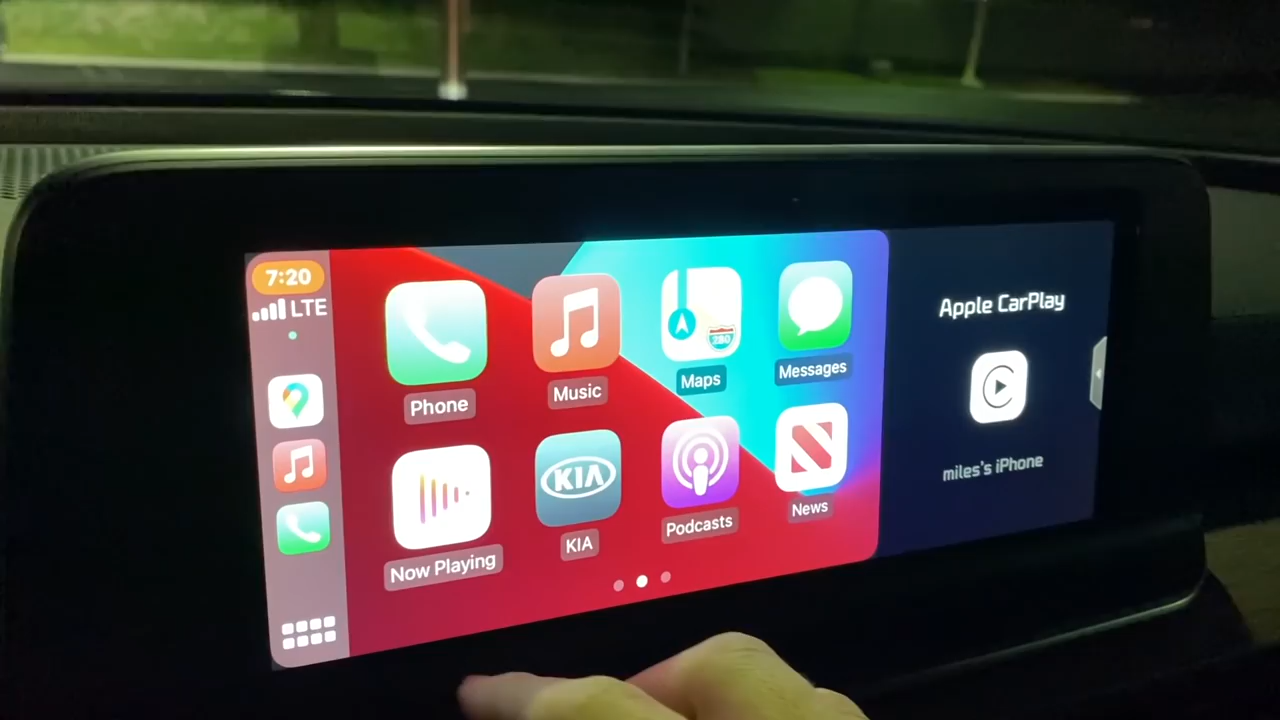 7:20
LTE
Phone
Music
280
Maps
Messages
Now Playing
KIA
KIA
Podcasts
News
Apple CarPlay
miles's iPhone